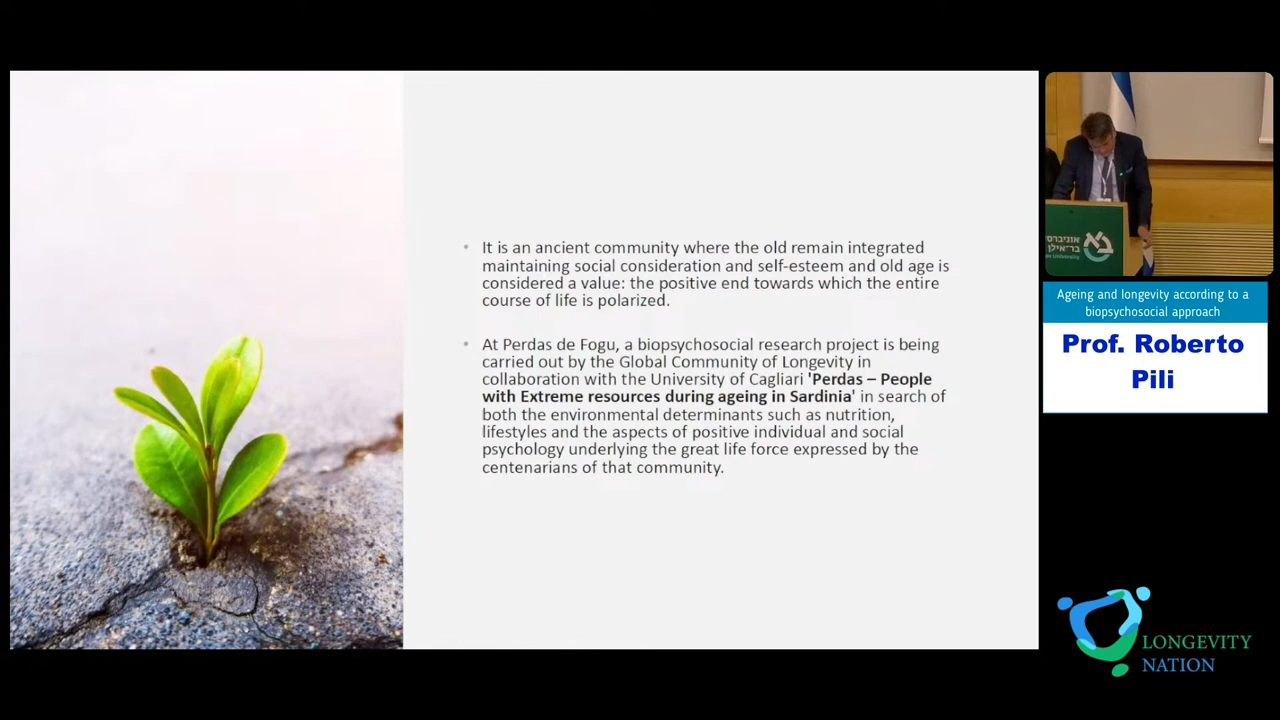 It is an ancient community where the old remain integrated
maintaining social consideration and self-esteem and old age is
considered a value: the positive end towards which the entire
course of life is polarized.
At Perdas de Fogu, a biopsychosocial research project is being
carried out by the Global Community of Longevity in
collaboration with the University of Cagliari 'Perdas – People
with Extreme resources during ageing in Sardinia' in search of
both the environmental determinants such as nutrition,
lifestyles and the aspects of positive individual and social
psychology underlying the great life force expressed by the
centenarians of that community.
אוניברסי
בר־אילן
University
Ageing and longevity according to a
biopsychosocial approach
Prof. Roberto
Pili
LONGEVITY
NATION